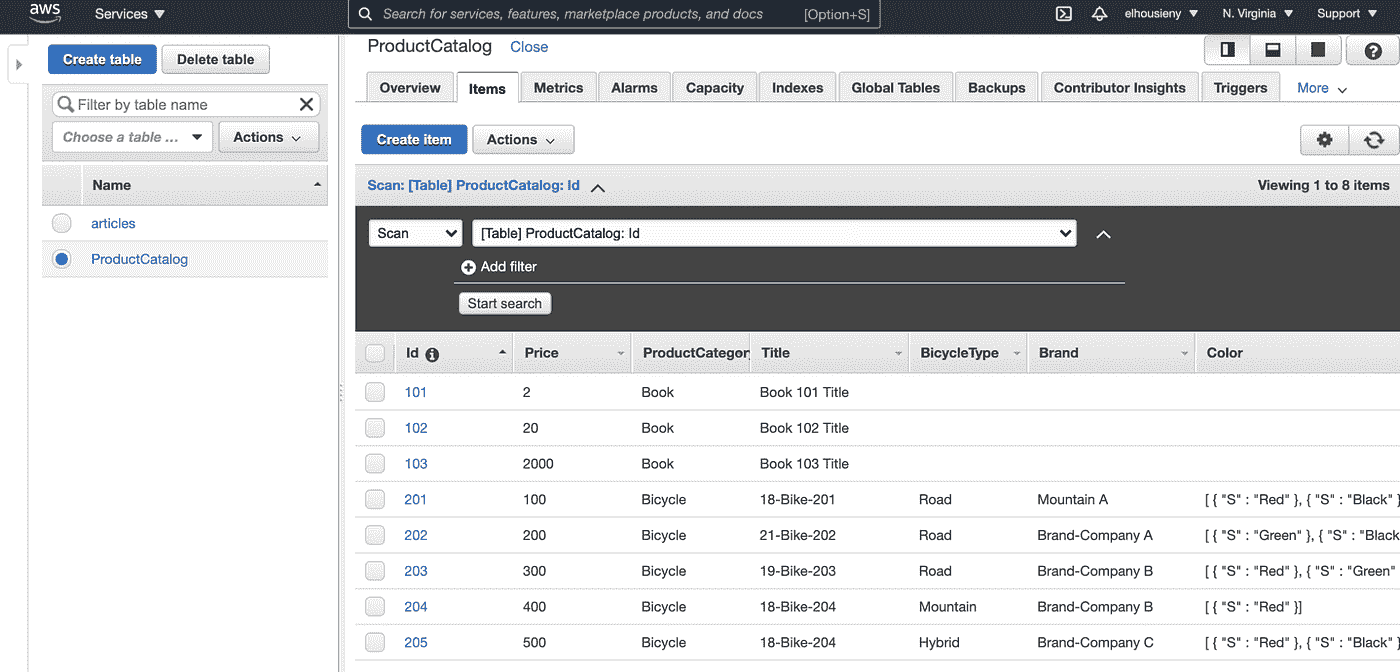 aws Services Search for services, features, marketplace products, and docs [Option+S] elhousieny N. Virginia Support
Create table Delete table
Filter by table name
Choose a table ... Actions
Name
articles
ProductCatalog
ProductCatalog Close
Overview Items Metrics Alarms Capacity Indexes Global Tables Backups Contributor Insights Triggers More
Create item Actions
Scan: [Table] ProductCatalog: Id Viewing 1 to 8 items
Scan [Table] ProductCatalog: Id
Add filter
Start search
Id Price ProductCategory Title BicycleType Brand Color
101 2 Book Book 101 Title
102 20 Book Book 102 Title
103 2000 Book Book 103 Title
201 100 Bicycle 18-Bike-201 Road Mountain A [ { "S" : "Red" }, { "S" : "Black" }
202 200 Bicycle 21-Bike-202 Road Brand-Company A [ { "S" : "Green" }, { "S" : "Black
203 300 Bicycle 19-Bike-203 Road Brand-Company B [ { "S" : "Red" }, { "S" : "Green"
204 400 Bicycle 18-Bike-204 Mountain Brand-Company B [ { "S" : "Red" }]
205 500 Bicycle 18-Bike-204 Hybrid Brand-Company C [ { "S" : "Red" }, { "S" : "Black" }